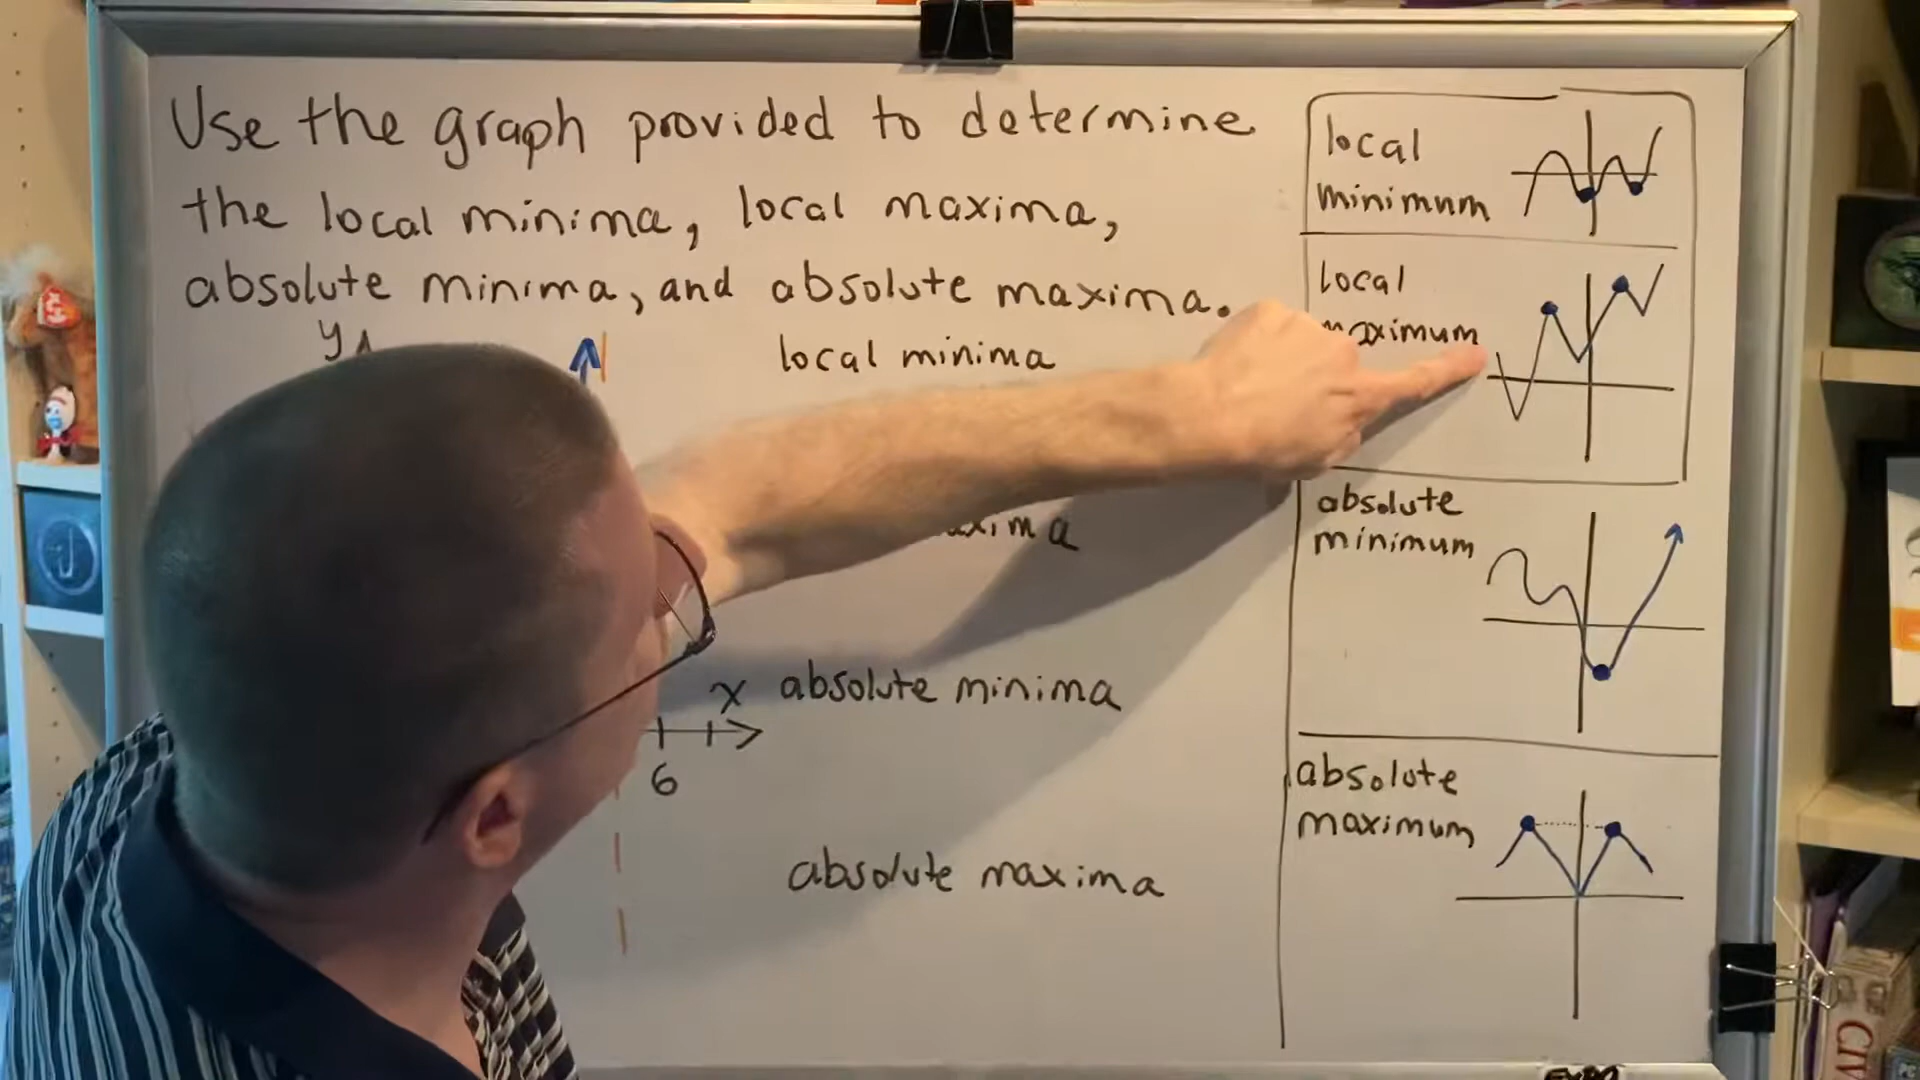 Use the graph provided to determine
the local minima, local maxima,
absolute minima, and absolute maxima.
y
local minima
x
absolute minima
6
absolute maxima
local
minimum
local
maximum
absolute
minimum
absolute
maximum